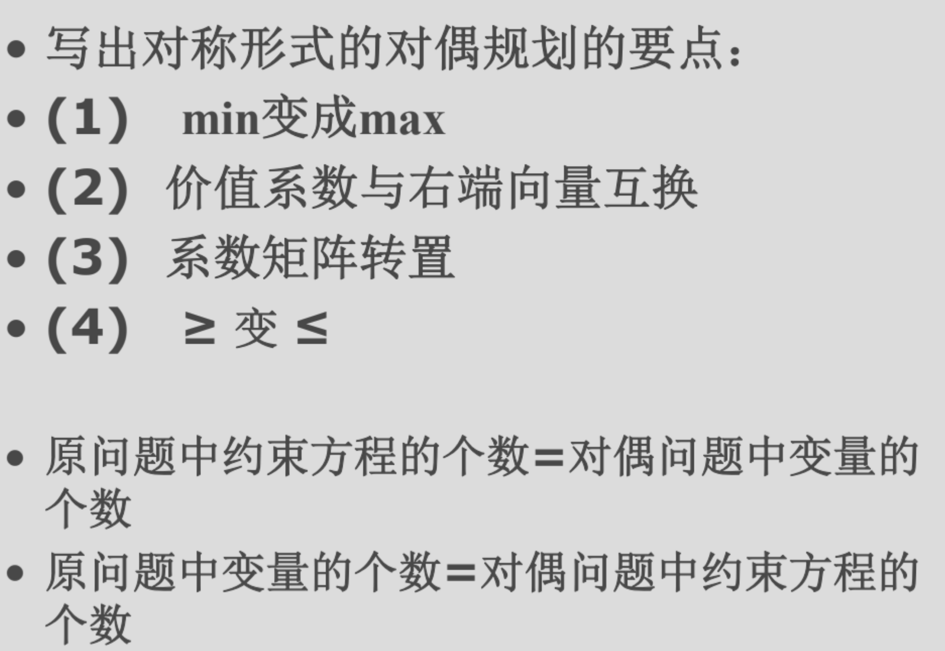 • 写出对称形式的对偶规划的要点：
• (1) min变成max
• (2) 价值系数与右端向量互换
• (3) 系数矩阵转置
• (4) ≥ 变 ≤
• 原问题中约束方程的个数=对偶问题中变量的
个数
• 原问题中变量的个数=对偶问题中约束方程的
个数